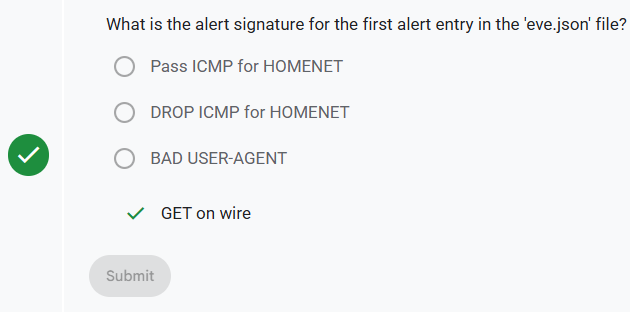 What is the alert signature for the first alert entry in the 'eve.json' file?
Pass ICMP for HOMENET
DROP ICMP for HOMENET
BAD USER-AGENT
GET on wire
Submit